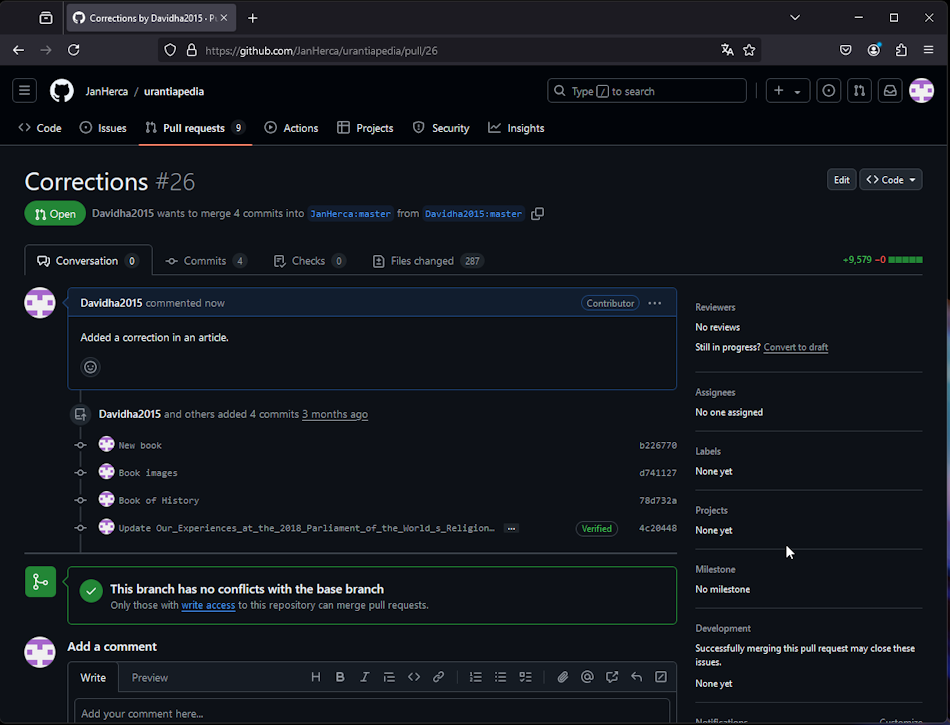 Corrections by Davidha2015 · P
https://github.com/JanHerca/urantiapedia/pull/26
JanHerca / urantiapedia
Type / to search
Code
Issues
Pull requests 9
Actions
Projects
Security
Insights
Corrections #26
Edit
Code
Open
Davidha2015 wants to merge 4 commits into JanHerca:master from Davidha2015:master
Conversation 0
Commits 4
Checks 0
Files changed 287
+9,579 −0
Davidha2015 commented now
Contributor
Added a correction in an article.
Davidha2015 and others added 4 commits 3 months ago
New book b226770
Book images d741127
Book of History 78d732a
Update Our_Experiences_at_the_2018_Parliament_of_the_World_s_Religion… Verified 4c20448
This branch has no conflicts with the base branch
Only those with write access to this repository can merge pull requests.
Add a comment
Write
Preview
Add your comment here...
Reviewers
No reviews
Still in progress? Convert to draft
Assignees
No one assigned
Labels
None yet
Projects
None yet
Milestone
No milestone
Development
Successfully merging this pull request may close these
issues.
None yet
Notifications
Customize